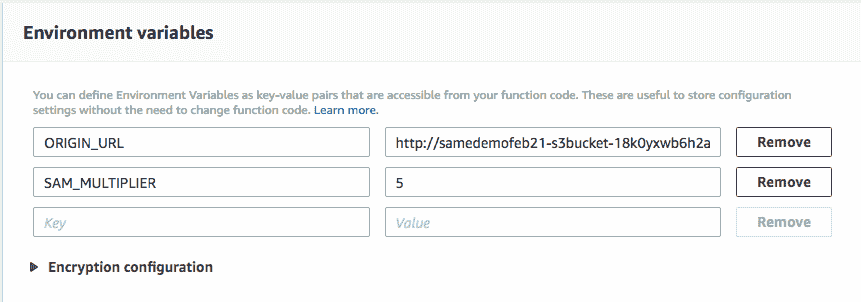 Environment variables
You can define Environment Variables as key-value pairs that are accessible from your function code. These are useful to store configuration
settings without the need to change function code. Learn more.
ORIGIN_URL http://samedemofeb21-s3bucket-18k0yxwb6h2a Remove
SAM_MULTIPLIER 5 Remove
Key Value Remove
Encryption configuration